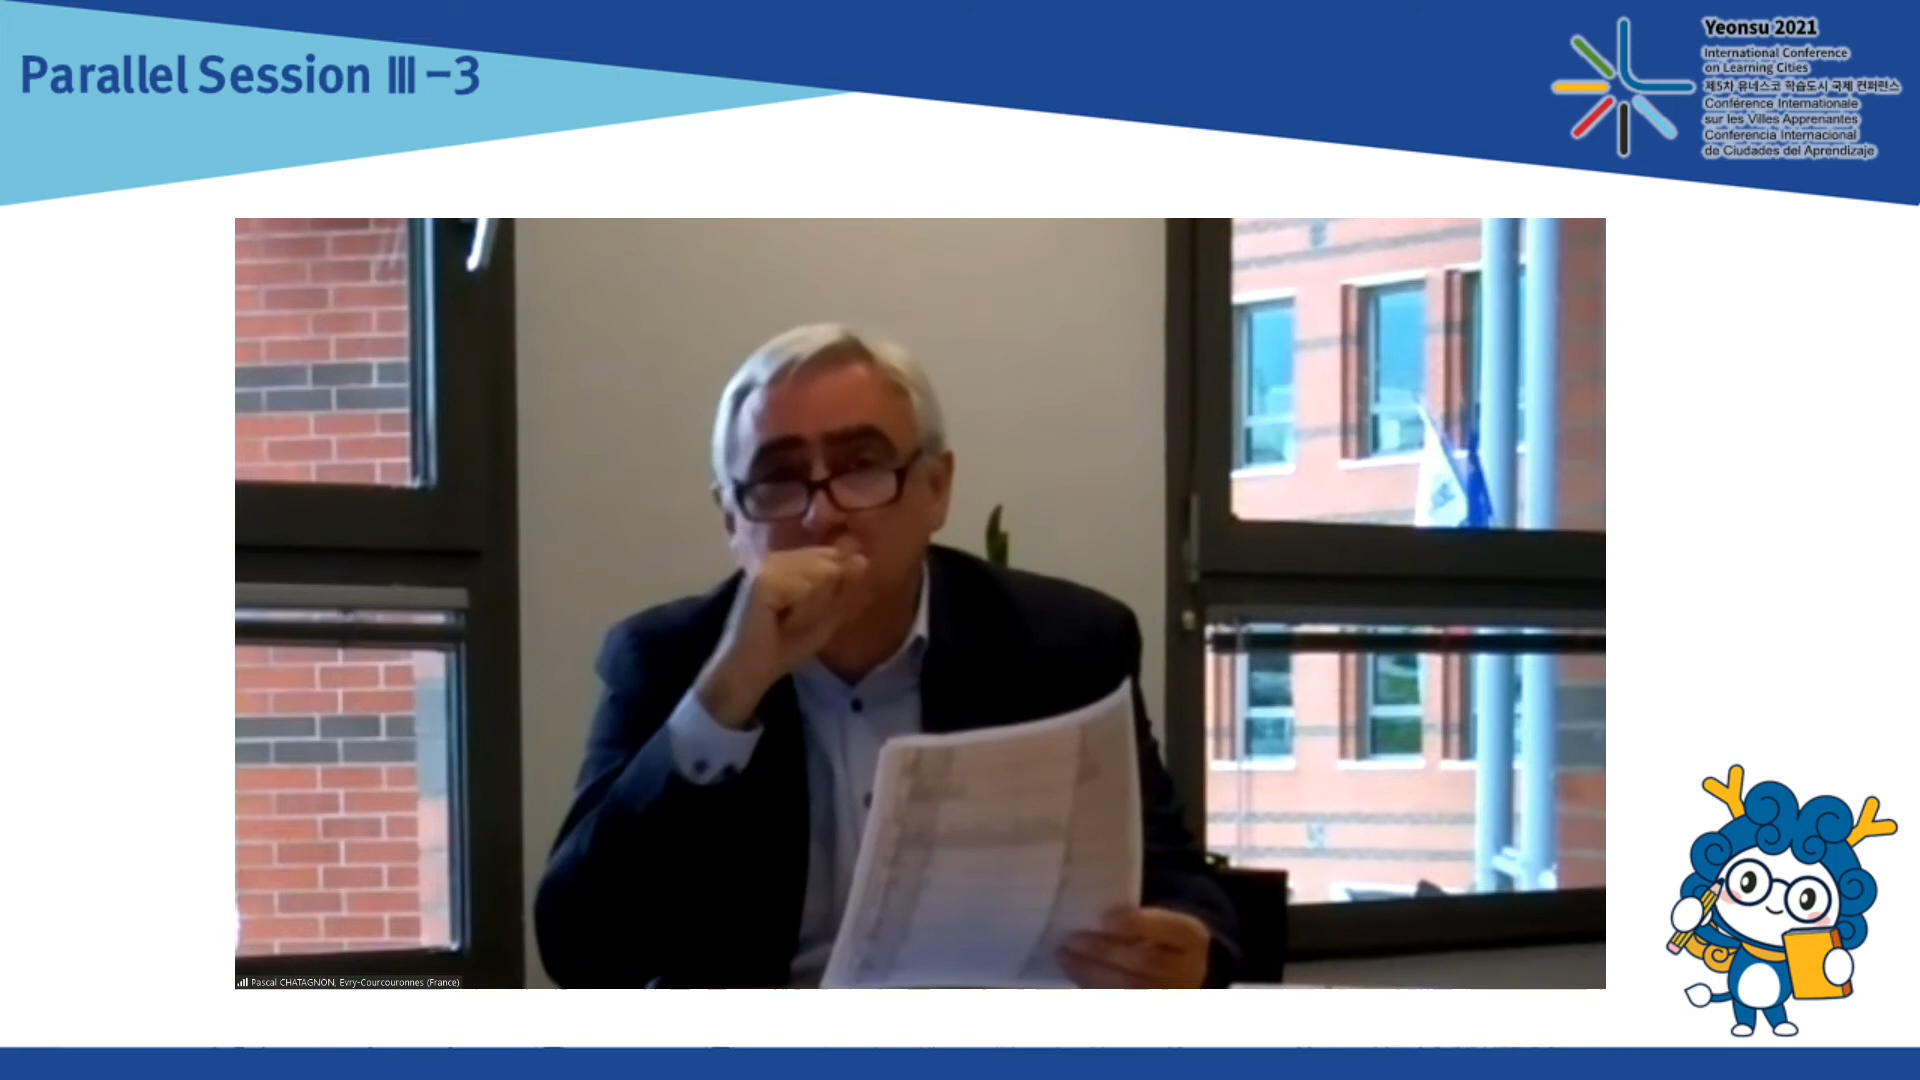 Parallel Session Ⅲ-3
Yeonsu 2021
International Conference
on Learning Cities
제5차 유네스코 학습도시 국제 컨퍼런스
Conférence Internationale
sur les Villes Apprenantes
Conferencia Internacional
de Ciudades del Aprendizaje
Pascal CHATAGNON, Evry-Courcouronnes (France)